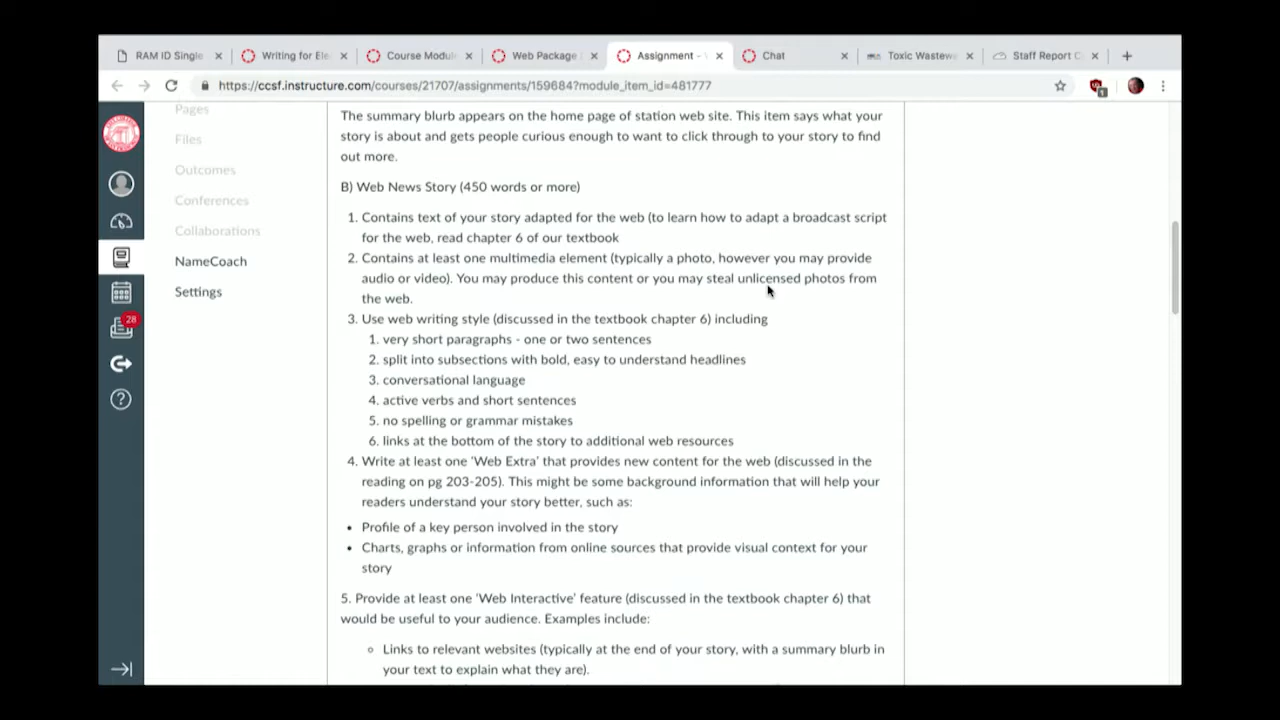 RAM ID Single
Writing for Ele
Course Modul
Web Package
Assignment -
Chat
Toxic Wastew
Staff Report C
https://ccsf.instructure.com/courses/21707/assignments/159684?module_item_id=481777
Pages
Files
Outcomes
Conferences
Collaborations
NameCoach
Settings
28
The summary blurb appears on the home page of station web site. This item says what your
story is about and gets people curious enough to want to click through to your story to find
out more.
B) Web News Story (450 words or more)
1. Contains text of your story adapted for the web (to learn how to adapt a broadcast script
for the web, read chapter 6 of our textbook
2. Contains at least one multimedia element (typically a photo, however you may provide
audio or video). You may produce this content or you may steal unlicensed photos from
the web.
3. Use web writing style (discussed in the textbook chapter 6) including
1. very short paragraphs - one or two sentences
2. split into subsections with bold, easy to understand headlines
3. conversational language
4. active verbs and short sentences
5. no spelling or grammar mistakes
6. links at the bottom of the story to additional web resources
4. Write at least one 'Web Extra' that provides new content for the web (discussed in the
reading on pg 203-205). This might be some background information that will help your
readers understand your story better, such as:
• Profile of a key person involved in the story
• Charts, graphs or information from online sources that provide visual context for your
story
5. Provide at least one 'Web Interactive' feature (discussed in the textbook chapter 6) that
would be useful to your audience. Examples include:
Links to relevant websites (typically at the end of your story, with a summary blurb in
your text to explain what they are).